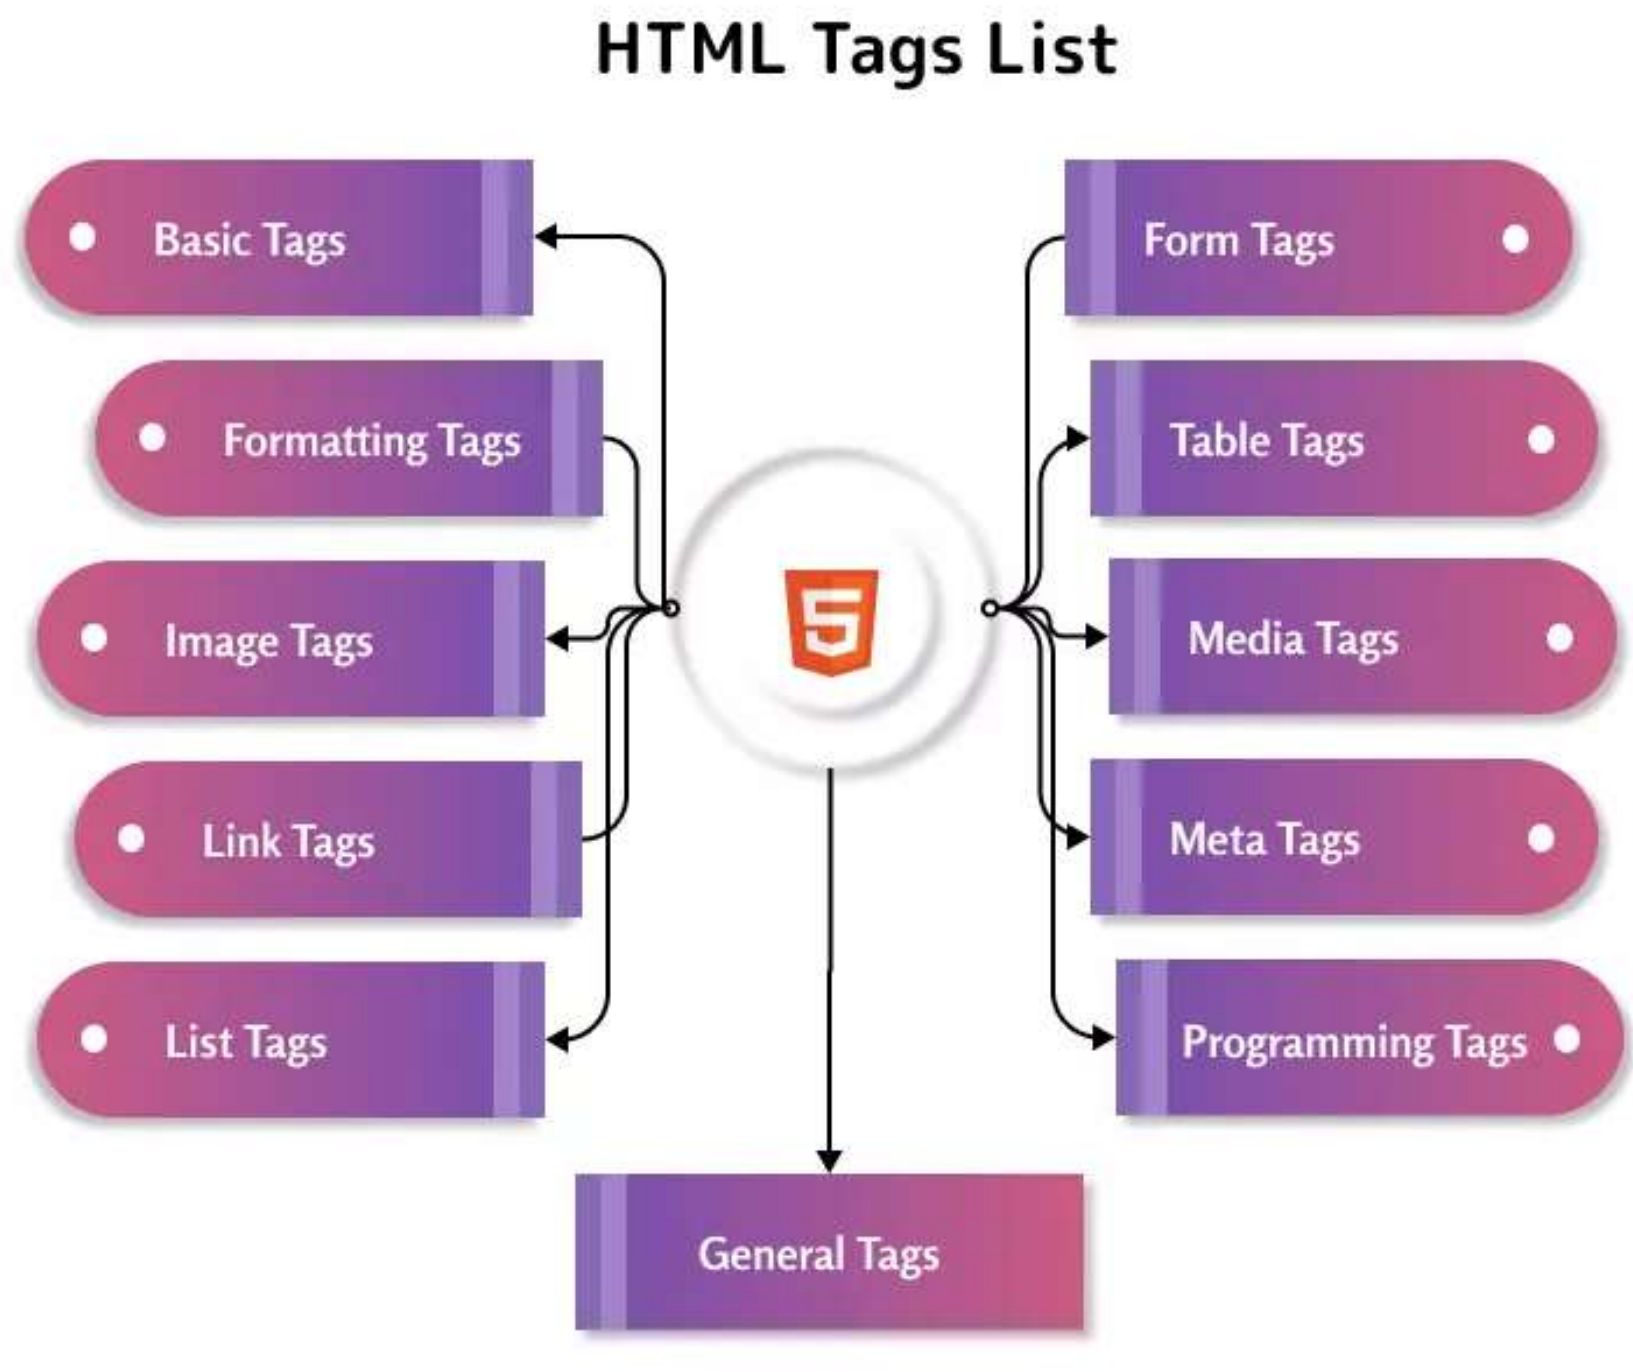 HTML Tags List
Basic Tags
Formatting Tags
Image Tags
Link Tags
List Tags
Form Tags
Table Tags
Media Tags
Meta Tags
Programming Tags
5
General Tags